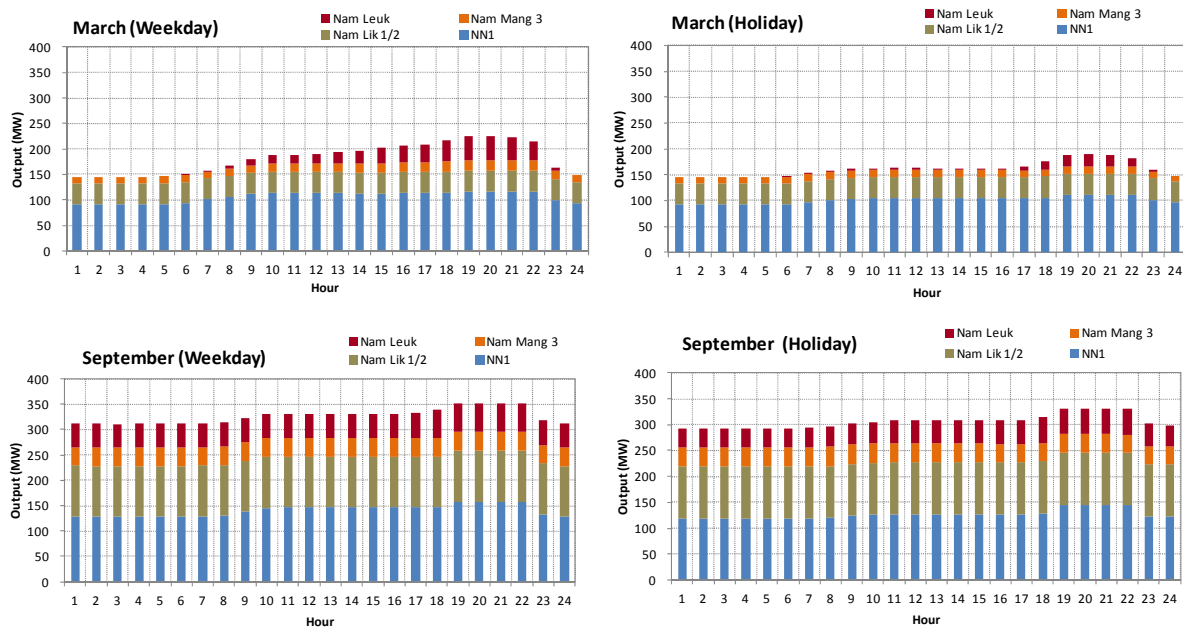 March (Weekday)
Nam Leuk
Nam Mang 3
Nam Lik 1/2
NN1
Output (MW)
400
350
300
250
200
150
100
50
0
1 2 3 4 5 6 7 8 9 10 11 12 13 14 15 16 17 18 19 20 21 22 23 24
Hour
March (Holiday)
Nam Leuk
Nam Mang 3
Nam Lik 1/2
NN1
Output (MW)
400
350
300
250
200
150
100
50
0
1 2 3 4 5 6 7 8 9 10 11 12 13 14 15 16 17 18 19 20 21 22 23 24
Hour
September (Weekday)
Nam Leuk
Nam Mang 3
Nam Lik 1/2
NN1
Output (MW)
400
350
300
250
200
150
100
50
0
1 2 3 4 5 6 7 8 9 10 11 12 13 14 15 16 17 18 19 20 21 22 23 24
Hour
September (Holiday)
Nam Leuk
Nam Mang 3
Nam Lik 1/2
NN1
Output (MW)
400
350
300
250
200
150
100
50
0
1 2 3 4 5 6 7 8 9 10 11 12 13 14 15 16 17 18 19 20 21 22 23 24
Hour